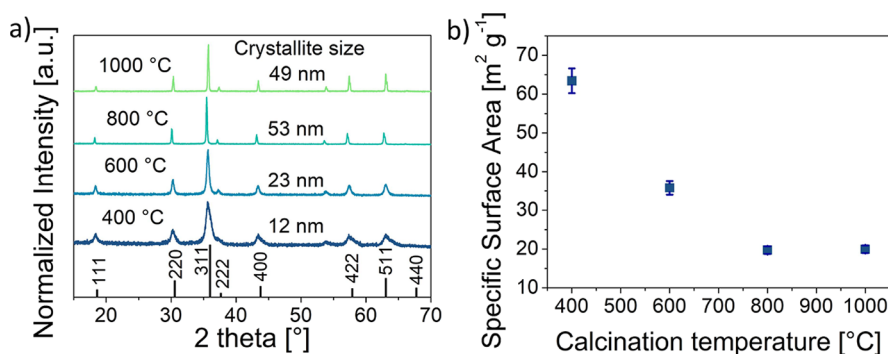 a)
Normalized Intensity [a.u.]
Crystallite size
1000 °C
49 nm
800 °C
53 nm
600 °C
23 nm
400 °C
12 nm
111
220
311
222
400
422
511
440
20 30 40 50 60 70
2 theta [°]
b)
Specific Surface Area [m² g⁻¹]
70
60
50
40
30
20
10
400 500 600 700 800 900 1000
Calcination temperature [°C]